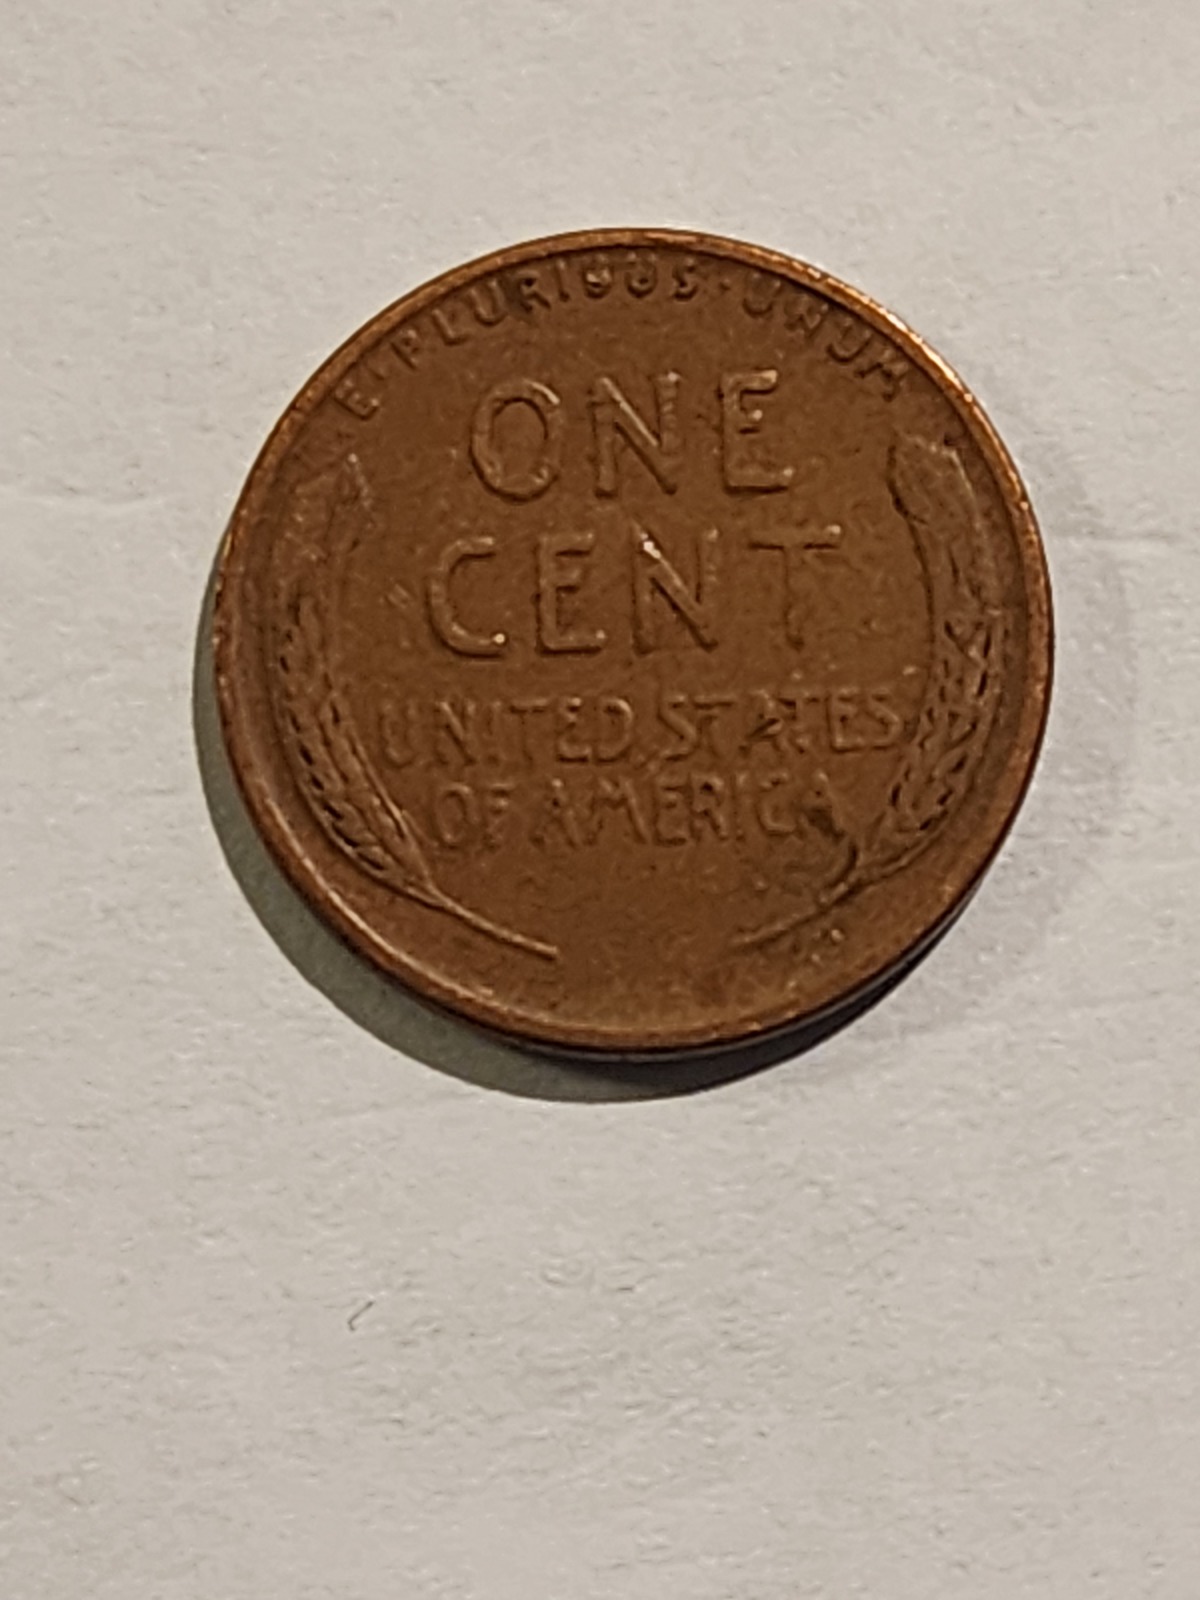 E·PLURIBUS·UNUM
ONE
CENT
UNITED STATES
OF AMERICA